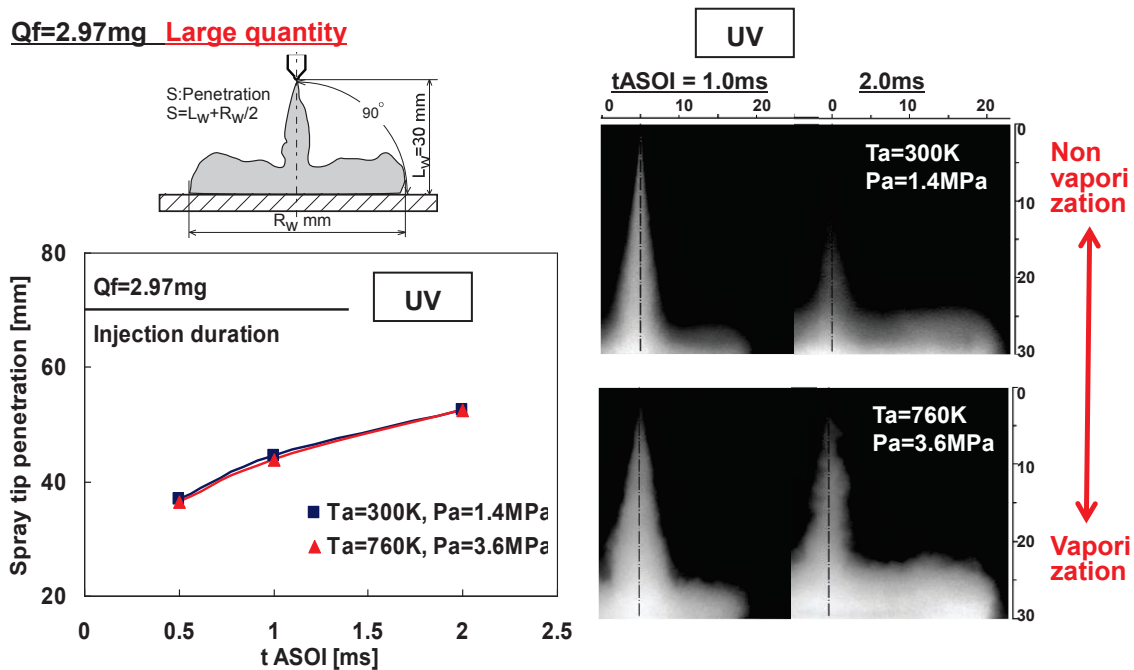 Qf=2.97mg Large quantity
S:Penetration
S=LW+RW/2
90°
LW=30 mm
RW mm
80
60
40
20
Spray tip penetration [mm]
Qf=2.97mg
Injection duration
UV
Ta=300K, Pa=1.4MPa
Ta=760K, Pa=3.6MPa
0 0.5 1 1.5 2 2.5
t ASOI [ms]
UV
tASOI = 1.0ms 2.0ms
0 10 20 0 10 20
Ta=300K
Pa=1.4MPa
0
10
20
30
Ta=760K
Pa=3.6MPa
0
10
20
30
Non
vapori
zation
Vapori
zation